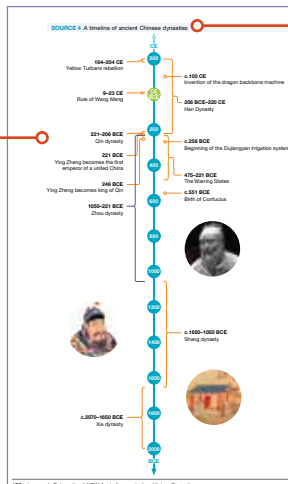 SOURCE 4 A timeline of ancient Chinese dynasties
CE
184–204 CE
Yellow Turbans rebellion
200
c.100 CE
Invention of the dragon backbone machine
9–23 CE
Rule of Wang Mang
CE
BCE
206 BCE–220 CE
Han Dynasty
221–206 BCE
Qin dynasty
200
c.256 BCE
Beginning of the Dujiangyan irrigation system
221 BCE
Ying Zheng becomes the first
emperor of a united China
400
475–221 BCE
The Warring States
246 BCE
Ying Zheng becomes king of Qin
c.551 BCE
Birth of Confucius
600
1050–221 BCE
Zhou dynasty
800
1000
1200
c.1650–1050 BCE
Shang dynasty
1400
1600
1800
c.2070–1650 BCE
Xia dynasty
2000
BCE